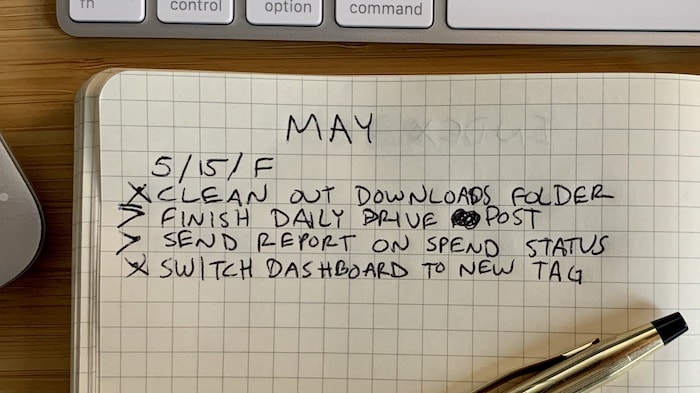 fn control option command
MAY
5/15/F
X CLEAN OUT DOWNLOADS FOLDER
> FINISH DAILY DRIVE POST
> SEND REPORT ON SPEND STATUS
X SWITCH DASHBOARD TO NEW TAG